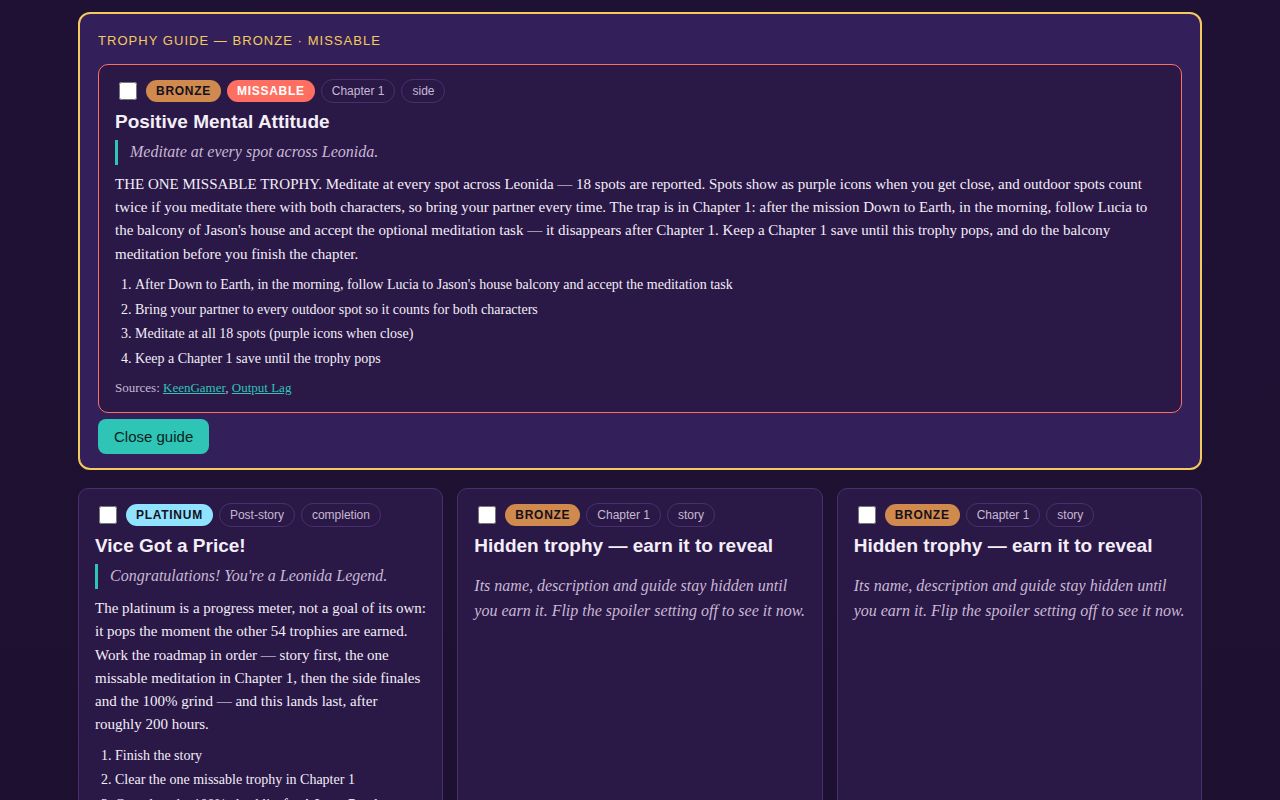 TROPHY GUIDE — BRONZE · MISSABLE
BRONZE MISSABLE Chapter 1 side
Positive Mental Attitude
Meditate at every spot across Leonida.
THE ONE MISSABLE TROPHY. Meditate at every spot across Leonida — 18 spots are reported. Spots show as purple icons when you get close, and outdoor spots count
twice if you meditate there with both characters, so bring your partner every time. The trap is in Chapter 1: after the mission Down to Earth, in the morning, follow Lucia to
the balcony of Jason's house and accept the optional meditation task — it disappears after Chapter 1. Keep a Chapter 1 save until this trophy pops, and do the balcony
meditation before you finish the chapter.
1. After Down to Earth, in the morning, follow Lucia to Jason's house balcony and accept the meditation task
2. Bring your partner to every outdoor spot so it counts for both characters
3. Meditate at all 18 spots (purple icons when close)
4. Keep a Chapter 1 save until the trophy pops
Sources: KeenGamer, Output Lag
Close guide
PLATINUM Post-story completion
Vice Got a Price!
Congratulations! You're a Leonida Legend.
The platinum is a progress meter, not a goal of its own:
it pops the moment the other 54 trophies are earned.
Work the roadmap in order — story first, the one
missable meditation in Chapter 1, then the side finales
and the 100% grind — and this lands last, after
roughly 200 hours.
1. Finish the story
2. Clear the one missable trophy in Chapter 1
BRONZE Chapter 1 story
Hidden trophy — earn it to reveal
Its name, description and guide stay hidden until
you earn it. Flip the spoiler setting off to see it now.
BRONZE Chapter 1 story
Hidden trophy — earn it to reveal
Its name, description and guide stay hidden until
you earn it. Flip the spoiler setting off to see it now.